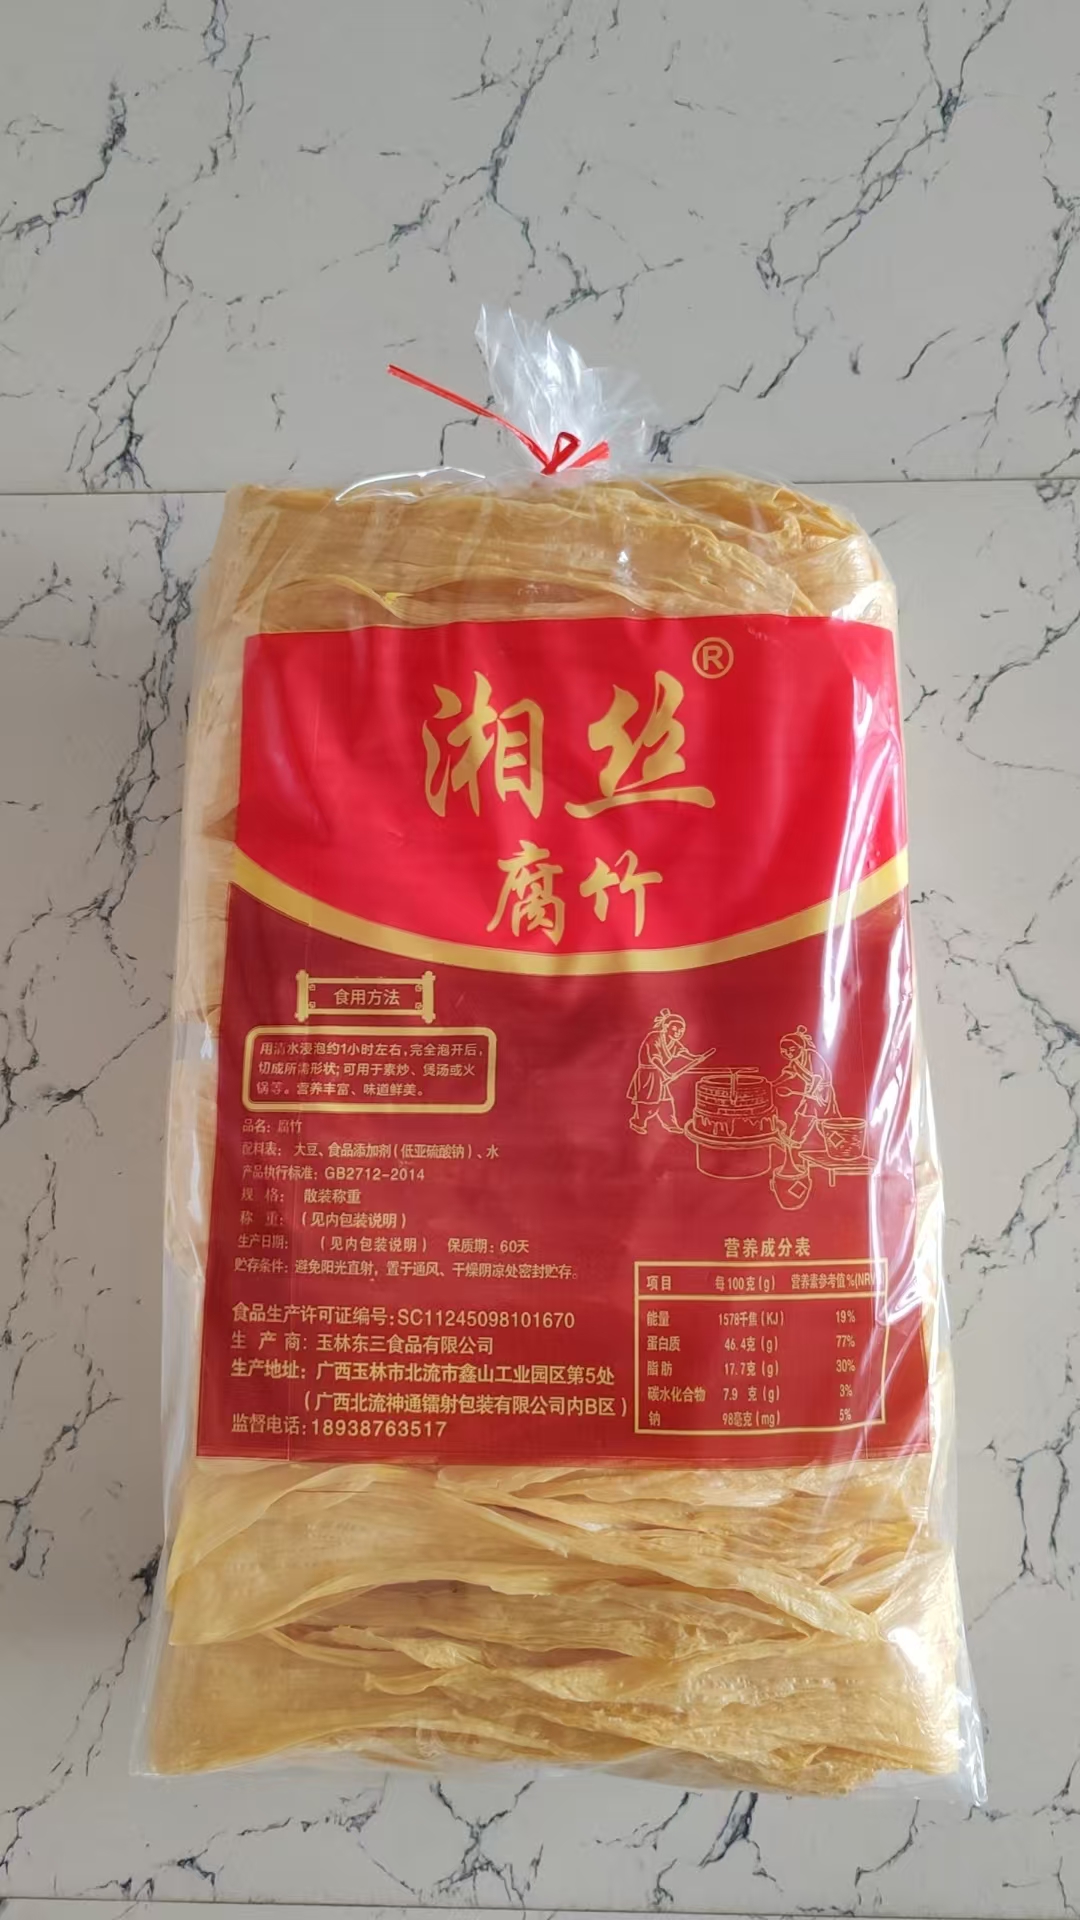 湘丝®
腐竹
食用方法
用清水浸泡约1小时左右,完全泡开后,
切成所需形状;可用于素炒、煲汤或火
锅等。营养丰富、味道鲜美。
品名: 腐竹
配料表: 大豆、食品添加剂(低亚硫酸钠)、水
产品执行标准: GB2712-2014
规 格: 散装称重
称 重: (见内包装说明)
生产日期: (见内包装说明) 保质期: 60天
贮存条件: 避免阳光直射, 置于通风、干燥阴凉处密封贮存。
食品生产许可证编号: SC11245098101670
生 产 商: 玉林东三食品有限公司
生产地址: 广西玉林市北流市鑫山工业园区第5处
(广西北流神通镭射包装有限公司内B区)
监督电话: 18938763517
营养成分表
项目 每100克(g) 营养素参考值%(NRV
能量 1578千焦(KJ) 19%
蛋白质 46.4克(g) 77%
脂肪 17.7克(g) 30%
碳水化合物 7.9 克(g) 3%
钠 98毫克(mg) 5%